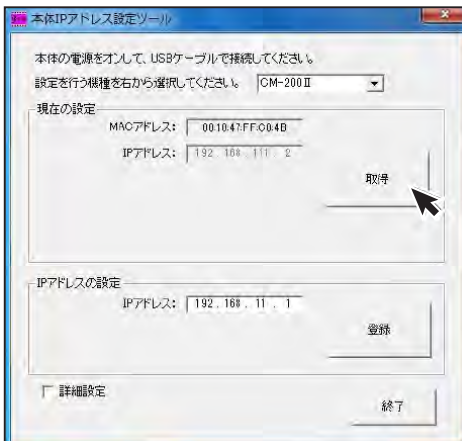 本体IPアドレス設定ツール
本体の電源をオンして、USBケーブルで接続してください。
設定を行う機種を右から選択してください。 CM-200Ⅱ
現在の設定
MACアドレス: 00:10:47:FF:C0:4B
IPアドレス: 192 . 168 . 111 . 2
取得
IPアドレスの設定
IPアドレス: 192 . 168 . 11 . 1
登録
詳細設定
終了